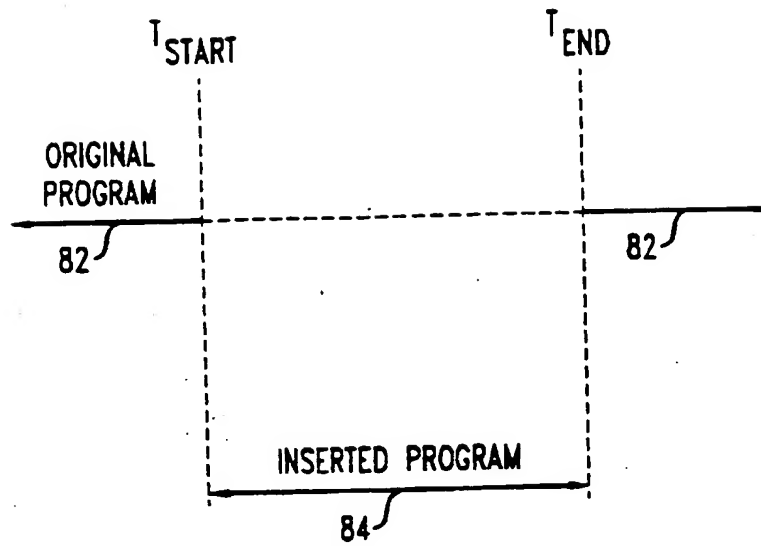 T START
T END
ORIGINAL
PROGRAM
82
82
INSERTED PROGRAM
84